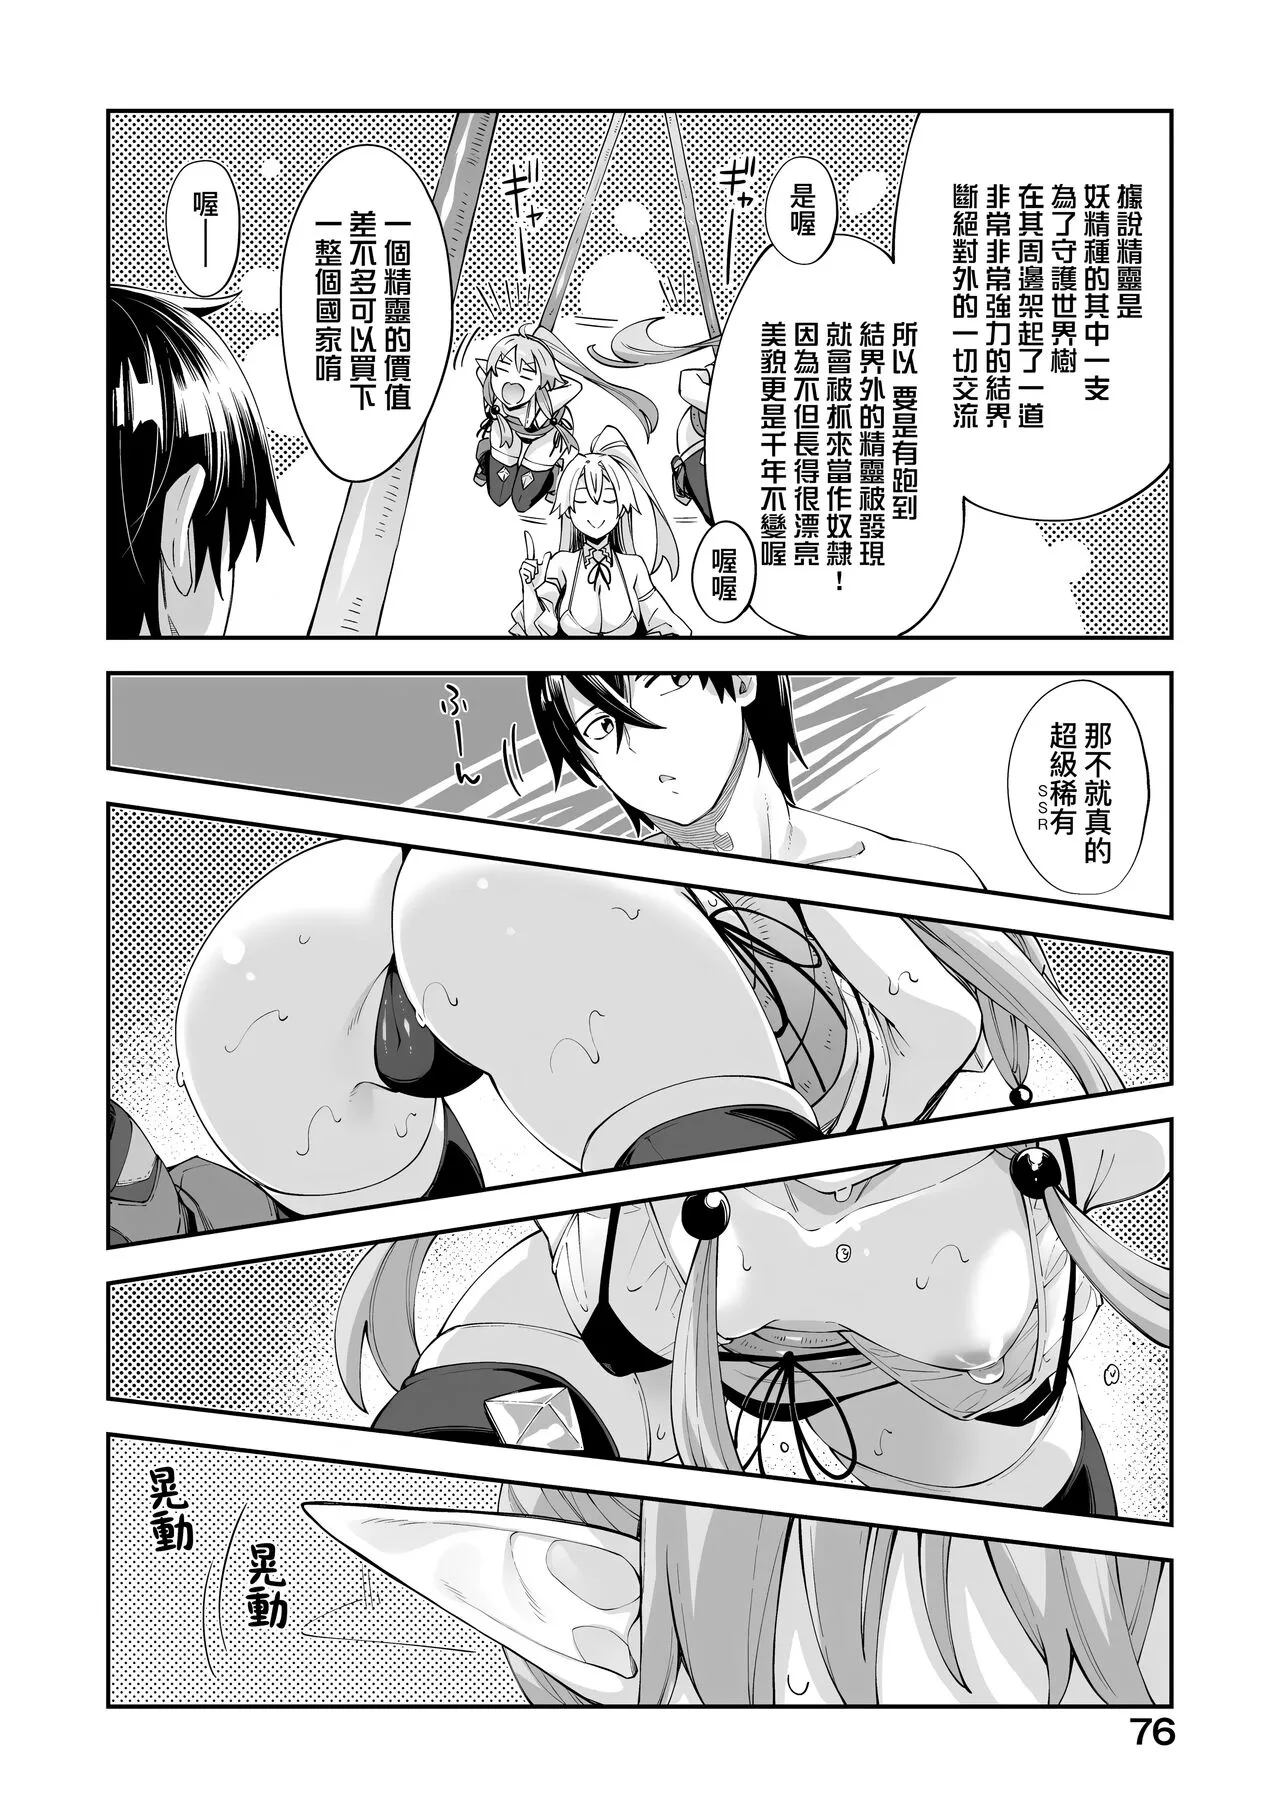 據說精靈是
妖精種的其中一支
為了守護世界樹
在其周邊架起了一道
非常非常強力的結界
斷絕對外的一切交流
所以 要是有跑到
結界外的精靈被發現
就會被抓來當作奴隸！
因為不但長得很漂亮
美貌更是千年不變喔
是喔
喔喔
ギャー
ギャー
一個精靈的價值
差不多可以買下
一整個國家唷
喔——
那不就真的
超級稀有
SSR
ふーん
晃動
晃動
76